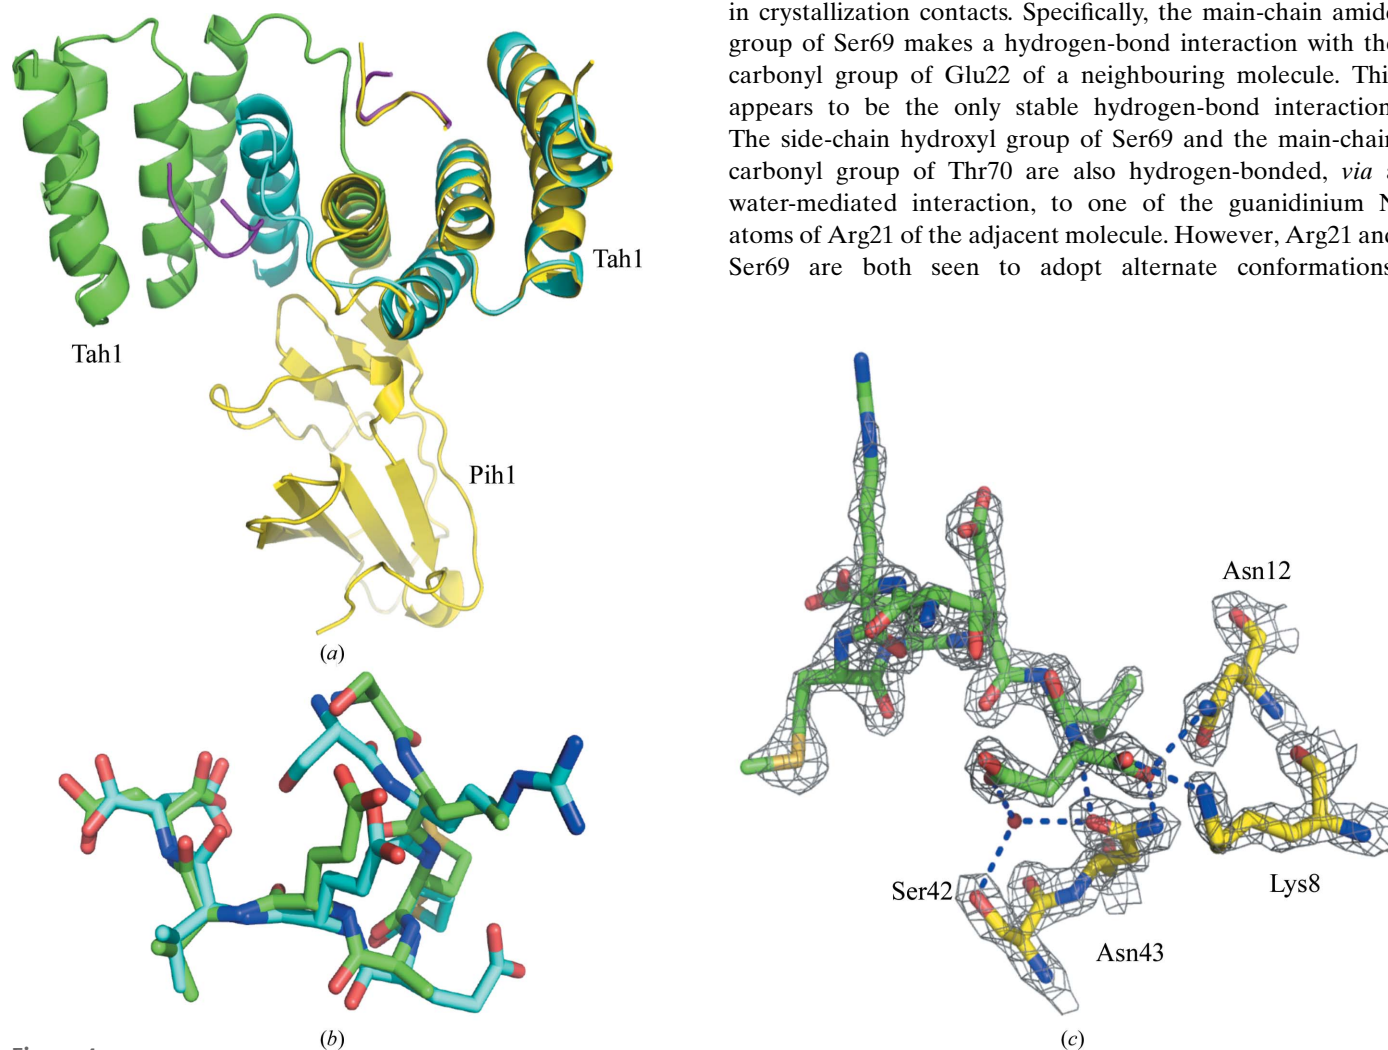 in crystallization contacts. Specifically, the main-chain amide
group of Ser69 makes a hydrogen-bond interaction with the
carbonyl group of Glu22 of a neighbouring molecule. Thi
appears to be the only stable hydrogen-bond interaction
The side-chain hydroxyl group of Ser69 and the main-chain
carbonyl group of Thr70 are also hydrogen-bonded, via a
water-mediated interaction, to one of the guanidinium N
atoms of Arg21 of the adjacent molecule. However, Arg21 and
Ser69 are both seen to adopt alternate conformations
Tah1
Tah1
Pih1
(a)
(b)
Asn12
Ser42
Lys8
Asn43
(c)